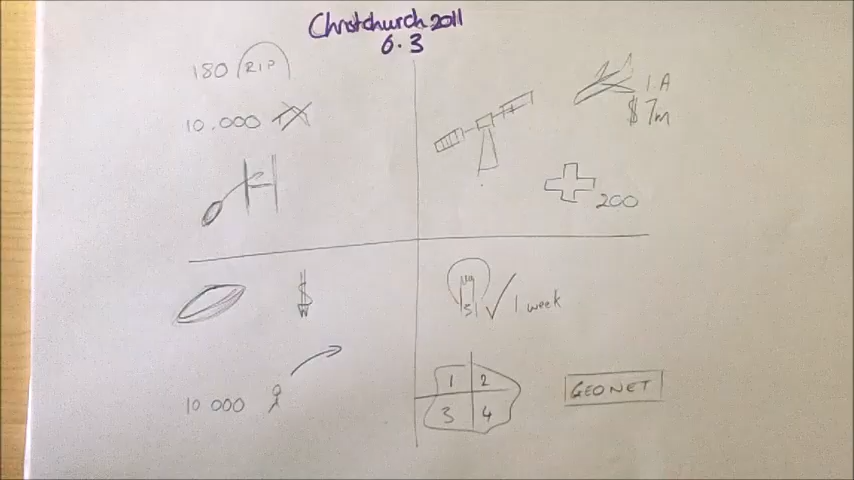 Christchurch 2011
6.3
180 RIP
10.000
1.A
$7m
200
$
1 week
10 000
1 2
3 4
GEONET